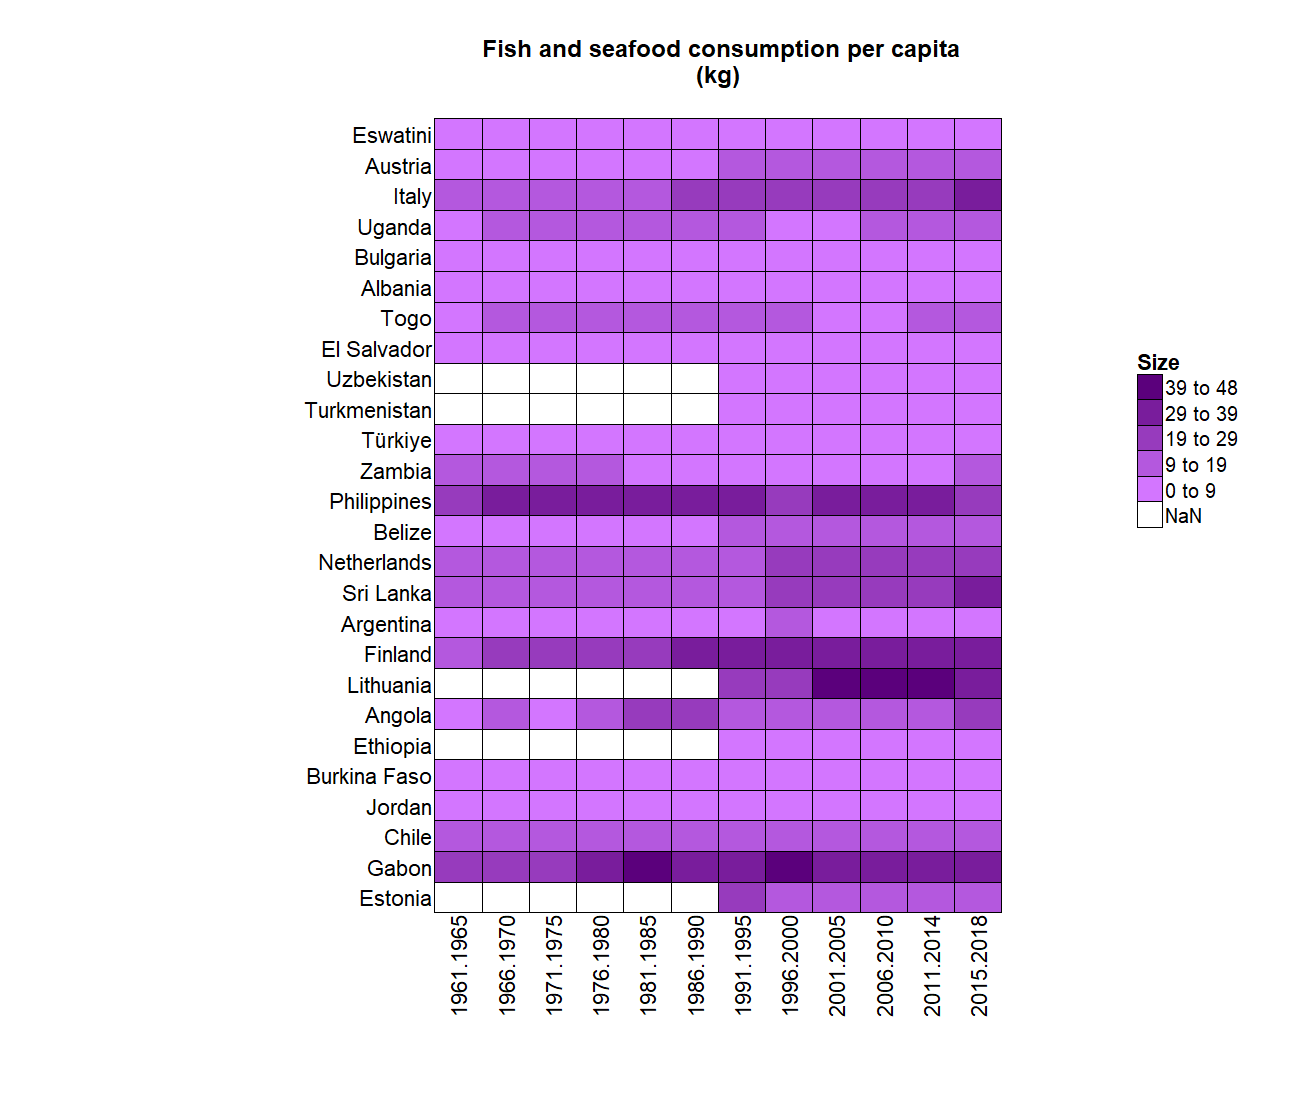 Fish and seafood consumption per capita
(kg)
Eswatini
Austria
Italy
Uganda
Bulgaria
Albania
Togo
El Salvador
Uzbekistan
Turkmenistan
Türkiye
Zambia
Philippines
Belize
Netherlands
Sri Lanka
Argentina
Finland
Lithuania
Angola
Ethiopia
Burkina Faso
Jordan
Chile
Gabon
Estonia
1961.1965
1966.1970
1971.1975
1976.1980
1981.1985
1986.1990
1991.1995
1996.2000
2001.2005
2006.2010
2011.2014
2015.2018
Size
39 to 48
29 to 39
19 to 29
9 to 19
0 to 9
NaN